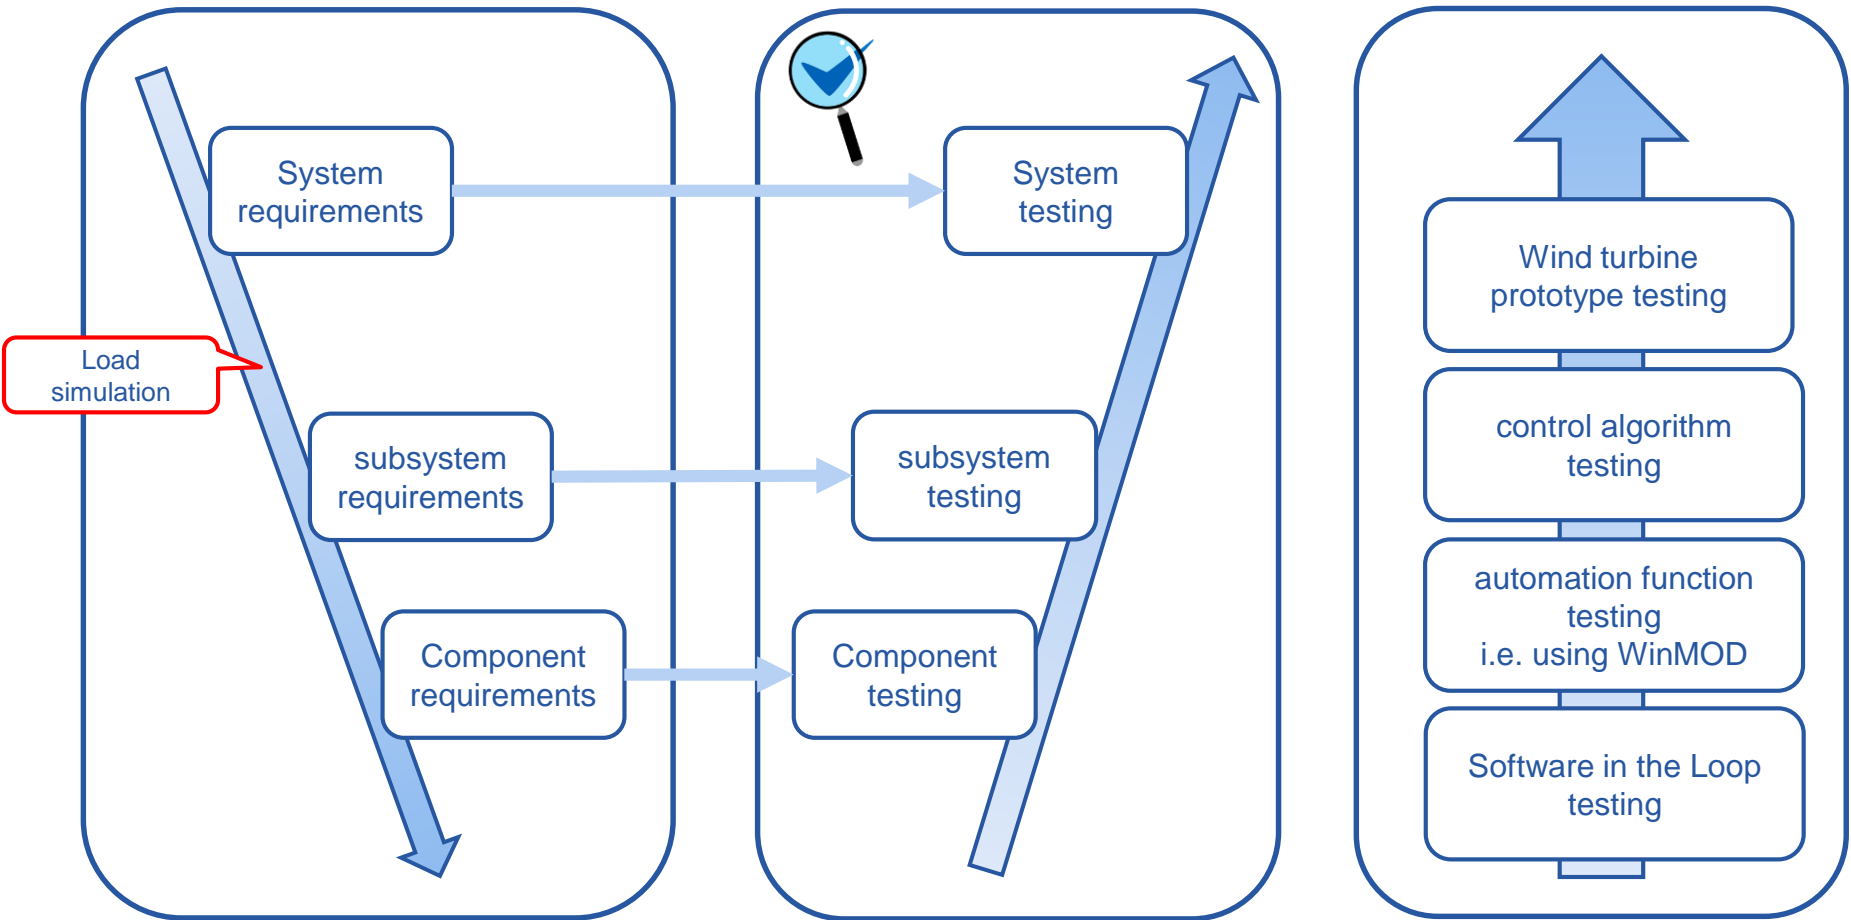 System
requirements
Load
simulation
subsystem
requirements
Component
requirements
System
testing
subsystem
testing
Component
testing
Wind turbine
prototype testing
control algorithm
testing
automation function
testing
i.e. using WinMOD
Software in the Loop
testing